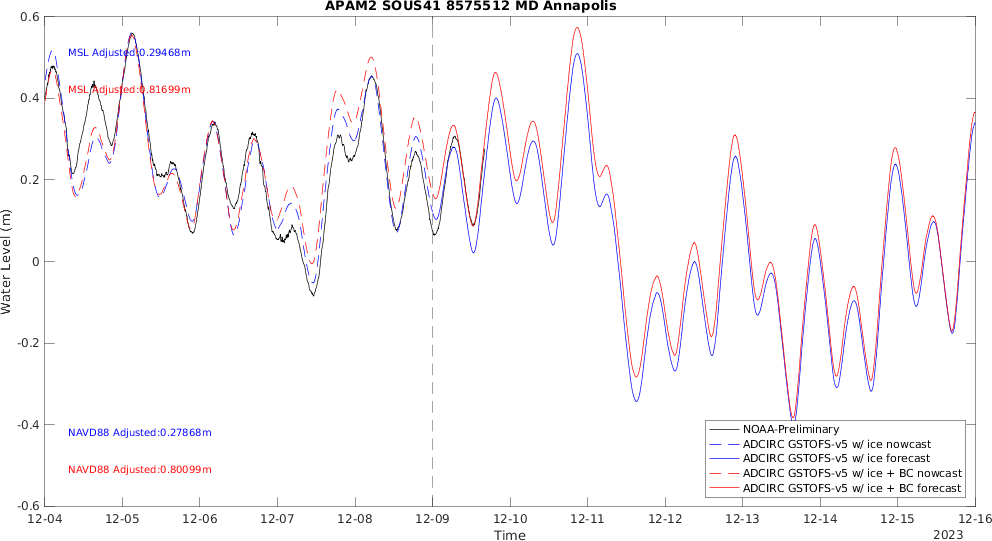 APAM2 SOUS41 8575512 MD Annapolis
0.6
MSL Adjusted:0.29468m
MSL Adjusted:0.81699m
0.4
0.2
0
-0.2
-0.4
-0.6
Water Level (m)
NAVD88 Adjusted:0.27868m
NAVD88 Adjusted:0.80099m
NOAA-Preliminary
ADCIRC GSTOFS-v5 w/ ice nowcast
ADCIRC GSTOFS-v5 w/ ice forecast
ADCIRC GSTOFS-v5 w/ ice + BC nowcast
ADCIRC GSTOFS-v5 w/ ice + BC forecast
12-04 12-05 12-06 12-07 12-08 12-09 12-10 12-11 12-12 12-13 12-14 12-15 12-16
Time
2023